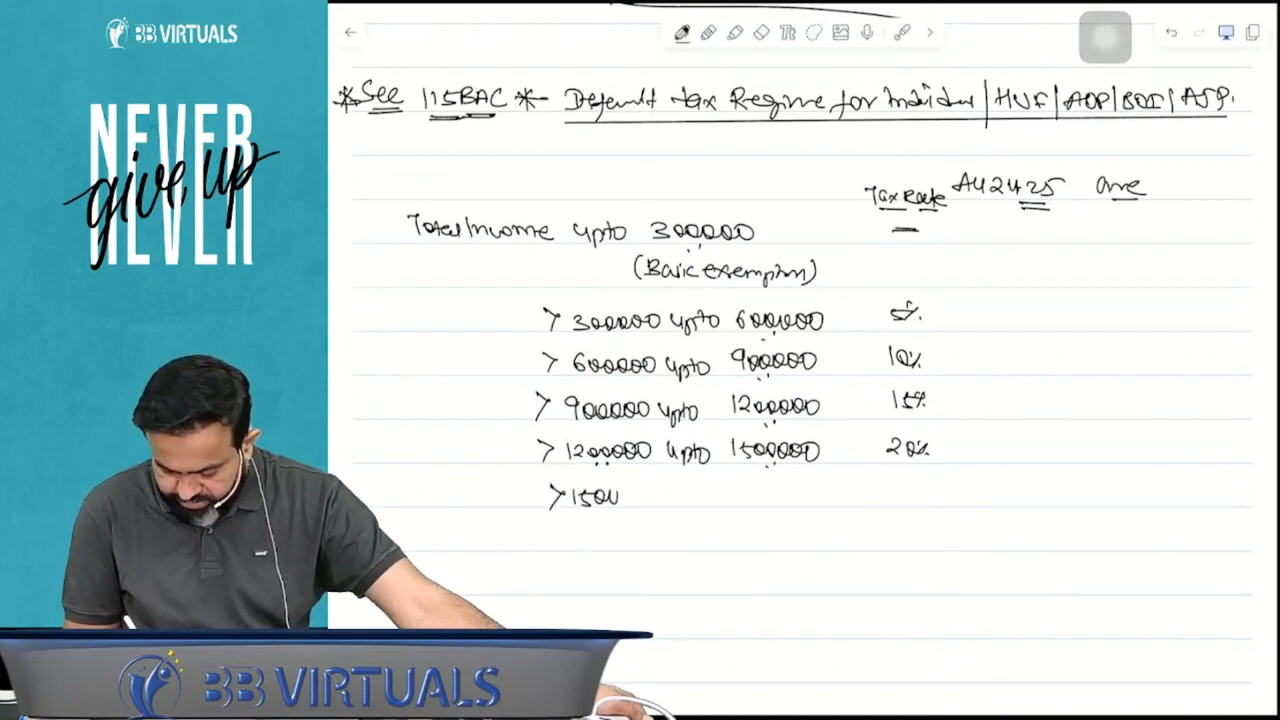 BB VIRTUALS
NEVER
give up
NEVER
*Sec 115BAC * - Default tax Regime for Individual | HUF | AOP | BOI | AJP.
Tax Rate AY 24 25 are
Total Income upto 300000
(Basic exemption)
> 300000 upto 600000 5%
> 600000 upto 900000 10%
> 900000 upto 1200000 15%
> 1200000 upto 1500000 20%
> 1500
BB VIRTUALS